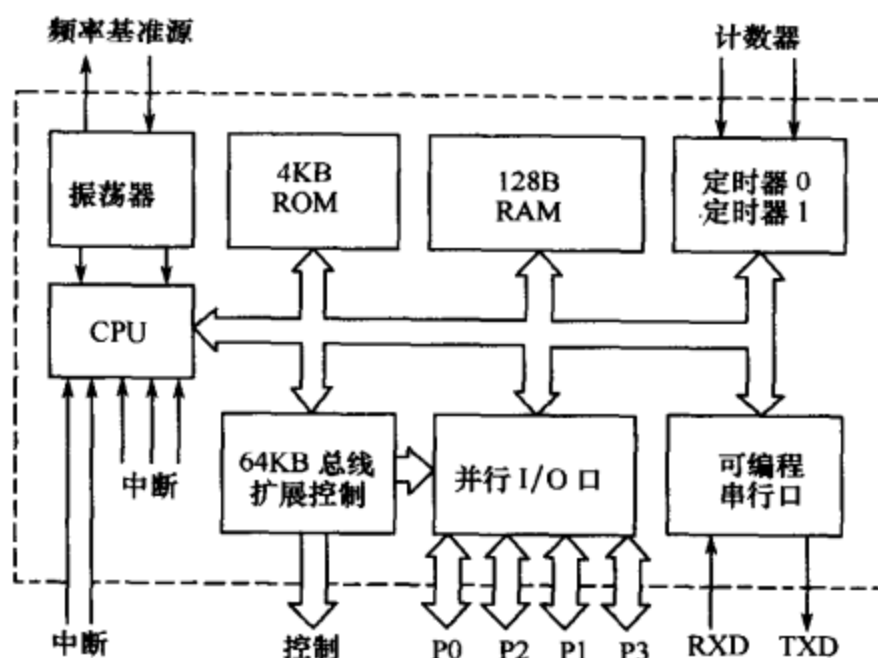 频率基准源
计数器
振荡器
4KB
ROM
128B
RAM
定时器 0
定时器 1
CPU
中断
64KB 总线
扩展控制
并行 I/O 口
可编程
串行口
中断
控制
P0
P2
P1
P3
RXD
TXD